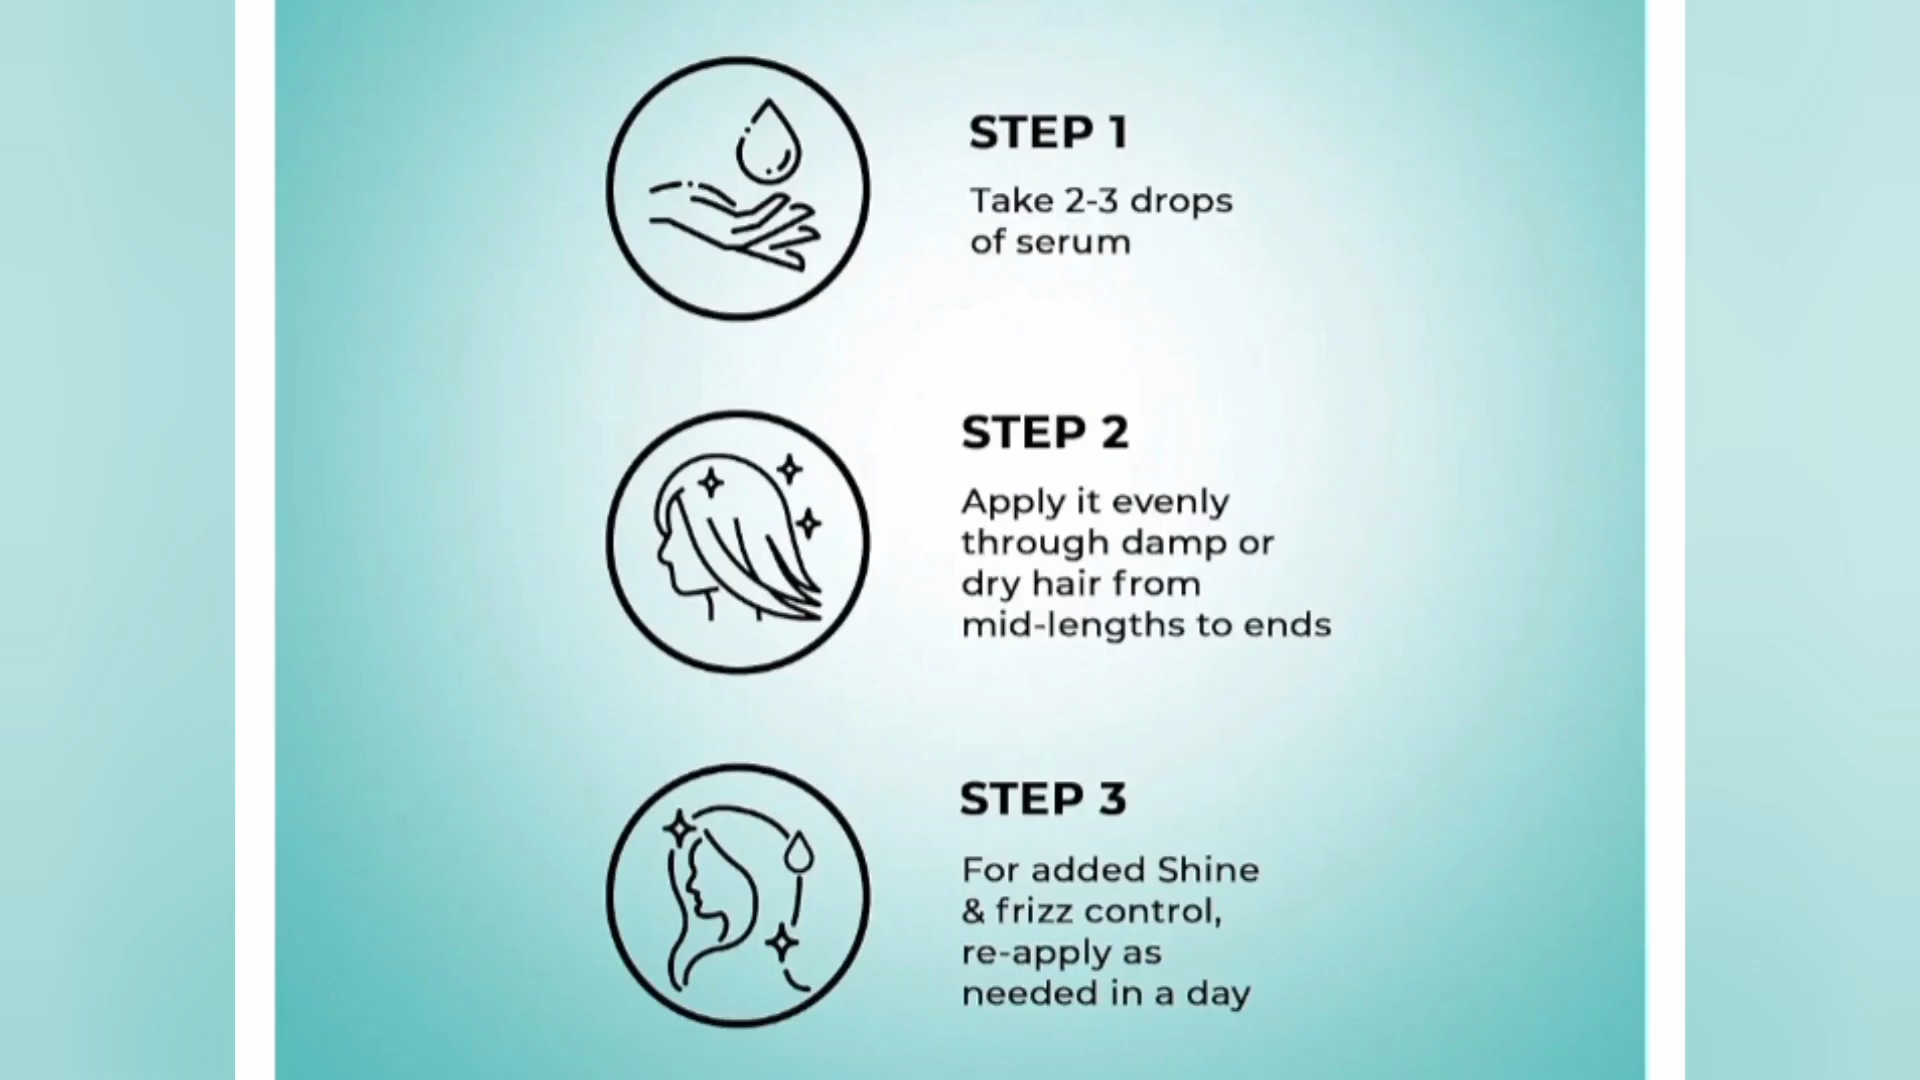 STEP 1
Take 2-3 drops
of serum
STEP 2
Apply it evenly
through damp or
dry hair from
mid-lengths to ends
STEP 3
For added Shine
& frizz control,
re-apply as
needed in a day